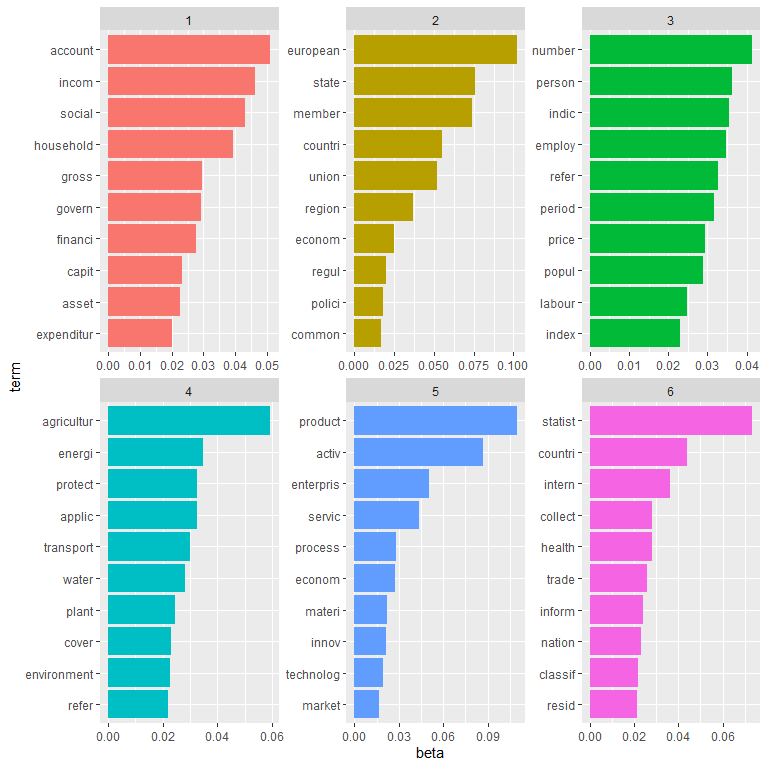 1
account
incom
social
household
gross
govern
financi
capit
asset
expenditur
0.00 0.01 0.02 0.03 0.04 0.05
2
european
state
member
countri
union
region
econom
regul
polici
common
0.000 0.025 0.050 0.075 0.100
3
number
person
indic
employ
refer
period
price
popul
labour
index
0.00 0.01 0.02 0.03 0.04
term
4
agricultur
energi
protect
applic
transport
water
plant
cover
environment
refer
0.00 0.02 0.04 0.06
5
product
activ
enterpris
servic
process
econom
materi
innov
technolog
market
0.00 0.03 0.06 0.09
6
statist
countri
intern
collect
health
trade
inform
nation
classif
resid
0.00 0.02 0.04 0.06
beta